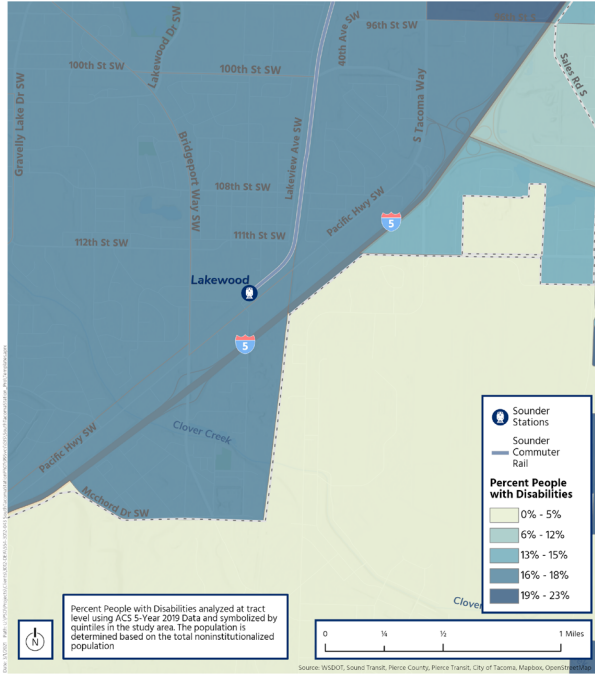 96th St SW
40th Ave SW
Lakewood Dr SW
Sales Rd S
100th St SW
100th St SW
Gravelly Lake Dr SW
S Tacoma Way
Bridgeport Way SW
Lakeview Ave SW
108th St SW
Pacific Hwy SW
5
111th St SW
112th St SW
Lakewood
5
Clover Creek
Pacific Hwy SW
Mcchord Dr SW
Clover
Sounder
Stations
Sounder
Commuter
Rail
Percent People
with Disabilities
0% - 5%
6% - 12%
13% - 15%
16% - 18%
19% - 23%
N
Percent People with Disabilities analyzed at tract
level using ACS 5-Year 2019 Data and symbolized by
quintiles in the study area. The population is
determined based on the total noninstitutionalized
population
0 ¼ ½ 1 Miles
Source: WSDOT, Sound Transit, Pierce County, Pierce Transit, City of Tacoma, Mapbox, OpenStreetMap